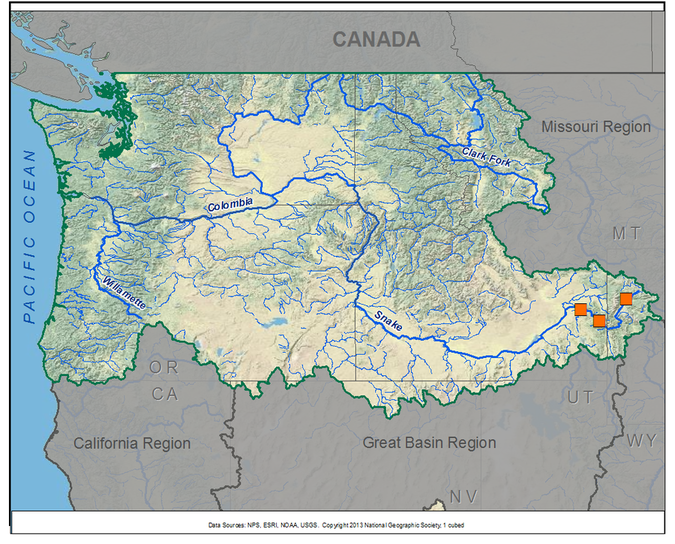 CANADA
Missouri Region
Clark Fork
Colombia
PACIFIC OCEAN
MT
Willamette
Snake
OR
CA
UT
California Region
Great Basin Region
WY
NV
Data Sources: NPS, ESRI, NOAA, USGS. Copyright 2013 National Geographic Society, 1 cubed